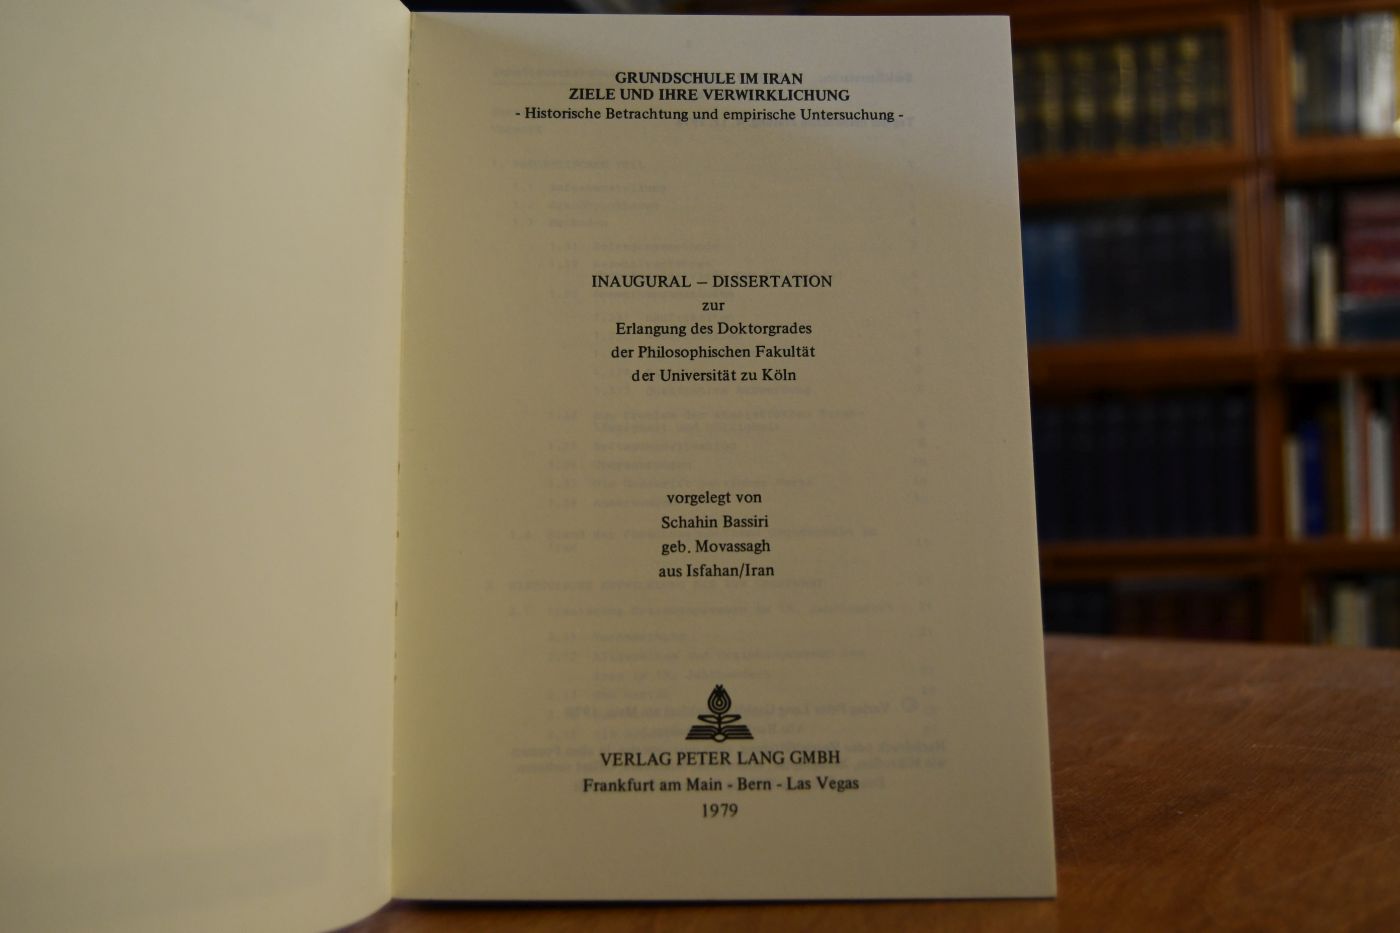 GRUNDSCHULE IM IRAN
ZIELE UND IHRE VERWIRKLICHUNG
- Historische Betrachtung und empirische Untersuchung -
INAUGURAL – DISSERTATION
zur
Erlangung des Doktorgrades
der Philosophischen Fakultät
der Universität zu Köln
vorgelegt von
Schahin Bassiri
geb. Movassagh
aus Isfahan/Iran
VERLAG PETER LANG GMBH
Frankfurt am Main - Bern - Las Vegas
1979